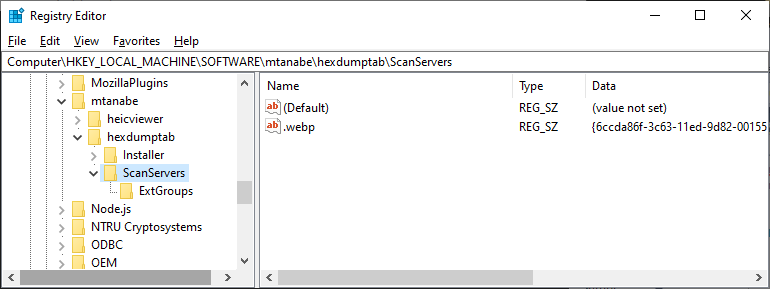 Registry Editor
File Edit View Favorites Help
Computer\HKEY_LOCAL_MACHINE\SOFTWARE\mtanabe\hexdumptab\ScanServers
MozillaPlugins
mtanabe
heicviewer
hexdumptab
Installer
ScanServers
ExtGroups
Node.js
NTRU Cryptosystems
ODBC
OEM
Name Type Data
ab (Default) REG_SZ (value not set)
ab .webp REG_SZ {6ccda86f-3c63-11ed-9d82-00155